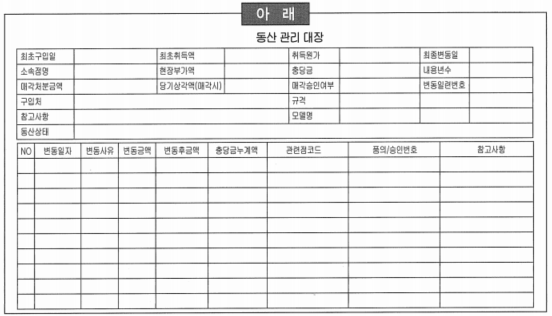 아 래
동산 관리 대장
최초구입일 최초취득액 취득원가 최종변동일
소속점명 현장부가액 충당금 내용년수
매각처분금액 당기상각액(매각시) 매각승인여부 변동일련번호
구입처 규격
참고사항 모델명
동산상태
NO 변동일자 변동사유 변동금액 변동후금액 충당금누계액 관련점코드 품의/승인번호 참고사항